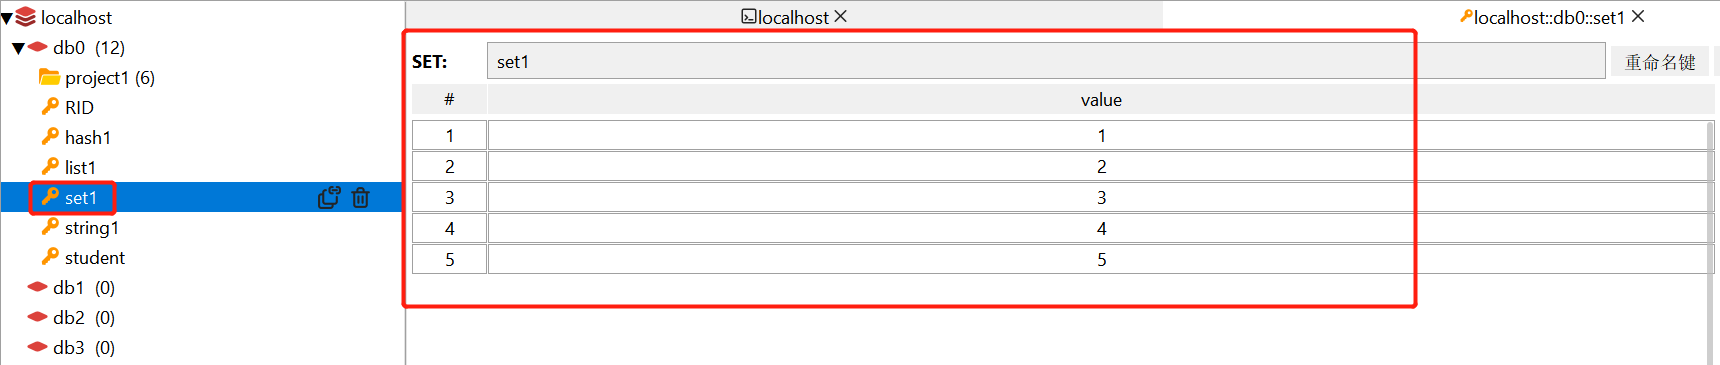 localhost
db0 (12)
project1 (6)
RID
hash1
list1
set1
string1
student
db1 (0)
db2 (0)
db3 (0)
localhost
localhost::db0::set1
SET: set1 重命名键
# value
1 1
2 2
3 3
4 4
5 5